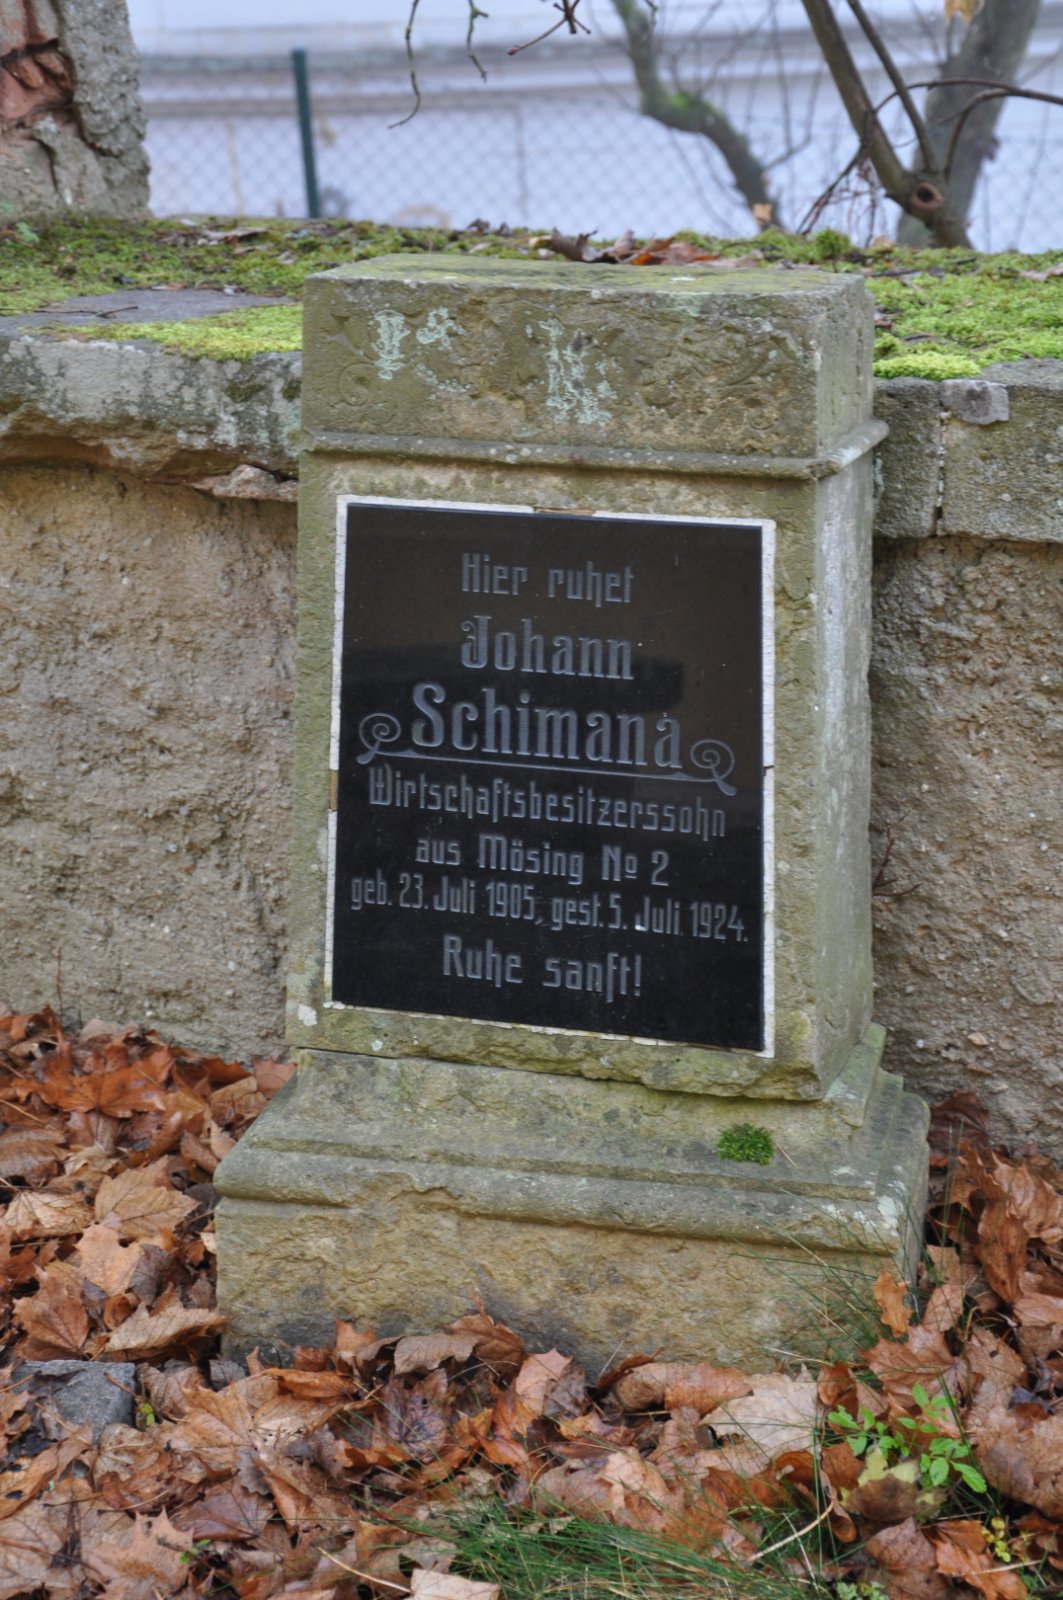 Hier ruhet
Johann
Schimana
Wirtschaftsbesitzerssohn
aus Mösing No 2
geb. 23. Juli 1905, gest. 5. Juli 1924.
Ruhe sanft!